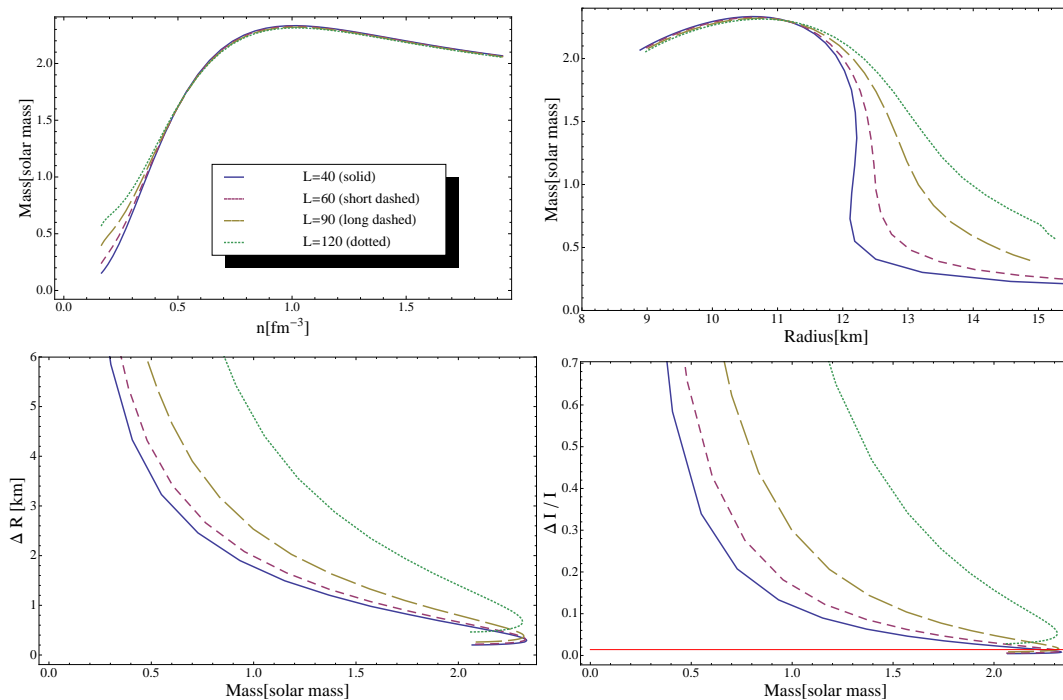 Mass[solar mass]
2.0
1.5
1.0
0.5
0.0
L=40 (solid)
L=60 (short dashed)
L=90 (long dashed)
L=120 (dotted)
0.0 0.5 1.0 1.5
n[fm⁻³]
Mass[solar mass]
2.0
1.5
1.0
0.5
0.0
8 9 10 11 12 13 14 15
Radius[km]
Δ R [km]
6
5
4
3
2
1
0
0.0 0.5 1.0 1.5 2.0
Mass[solar mass]
Δ I / I
0.7
0.6
0.5
0.4
0.3
0.2
0.1
0.0
0.0 0.5 1.0 1.5 2.0
Mass[solar mass]